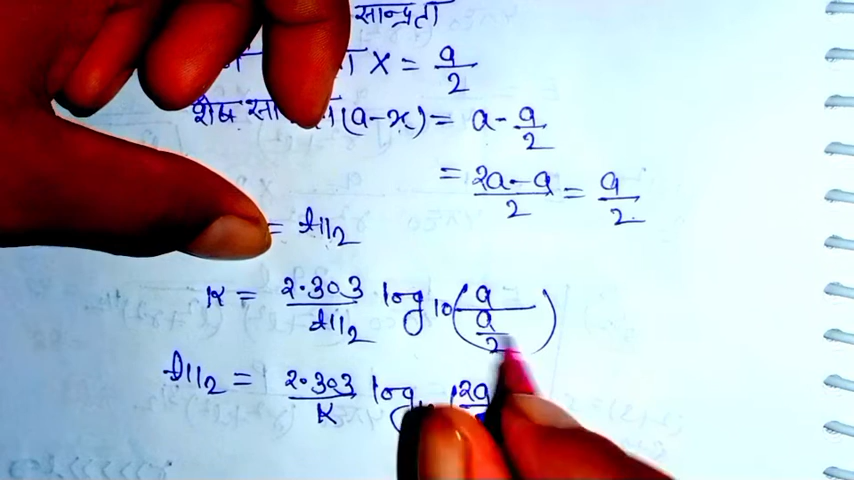 सान्द्रता
x = a/2
शेष (a-x) = a - a/2
= 2a-a/2 = a/2
= t1/2
K = 2.303/t1/2 log10 (a/a/2)
t1/2 = 2.303/K log 2a